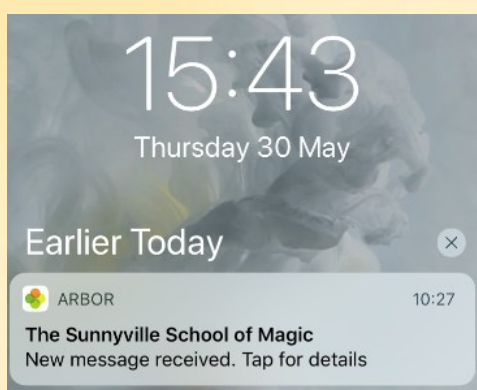 15:43
Thursday 30 May
Earlier Today
ARBOR 10:27
The Sunnyville School of Magic
New message received. Tap for details